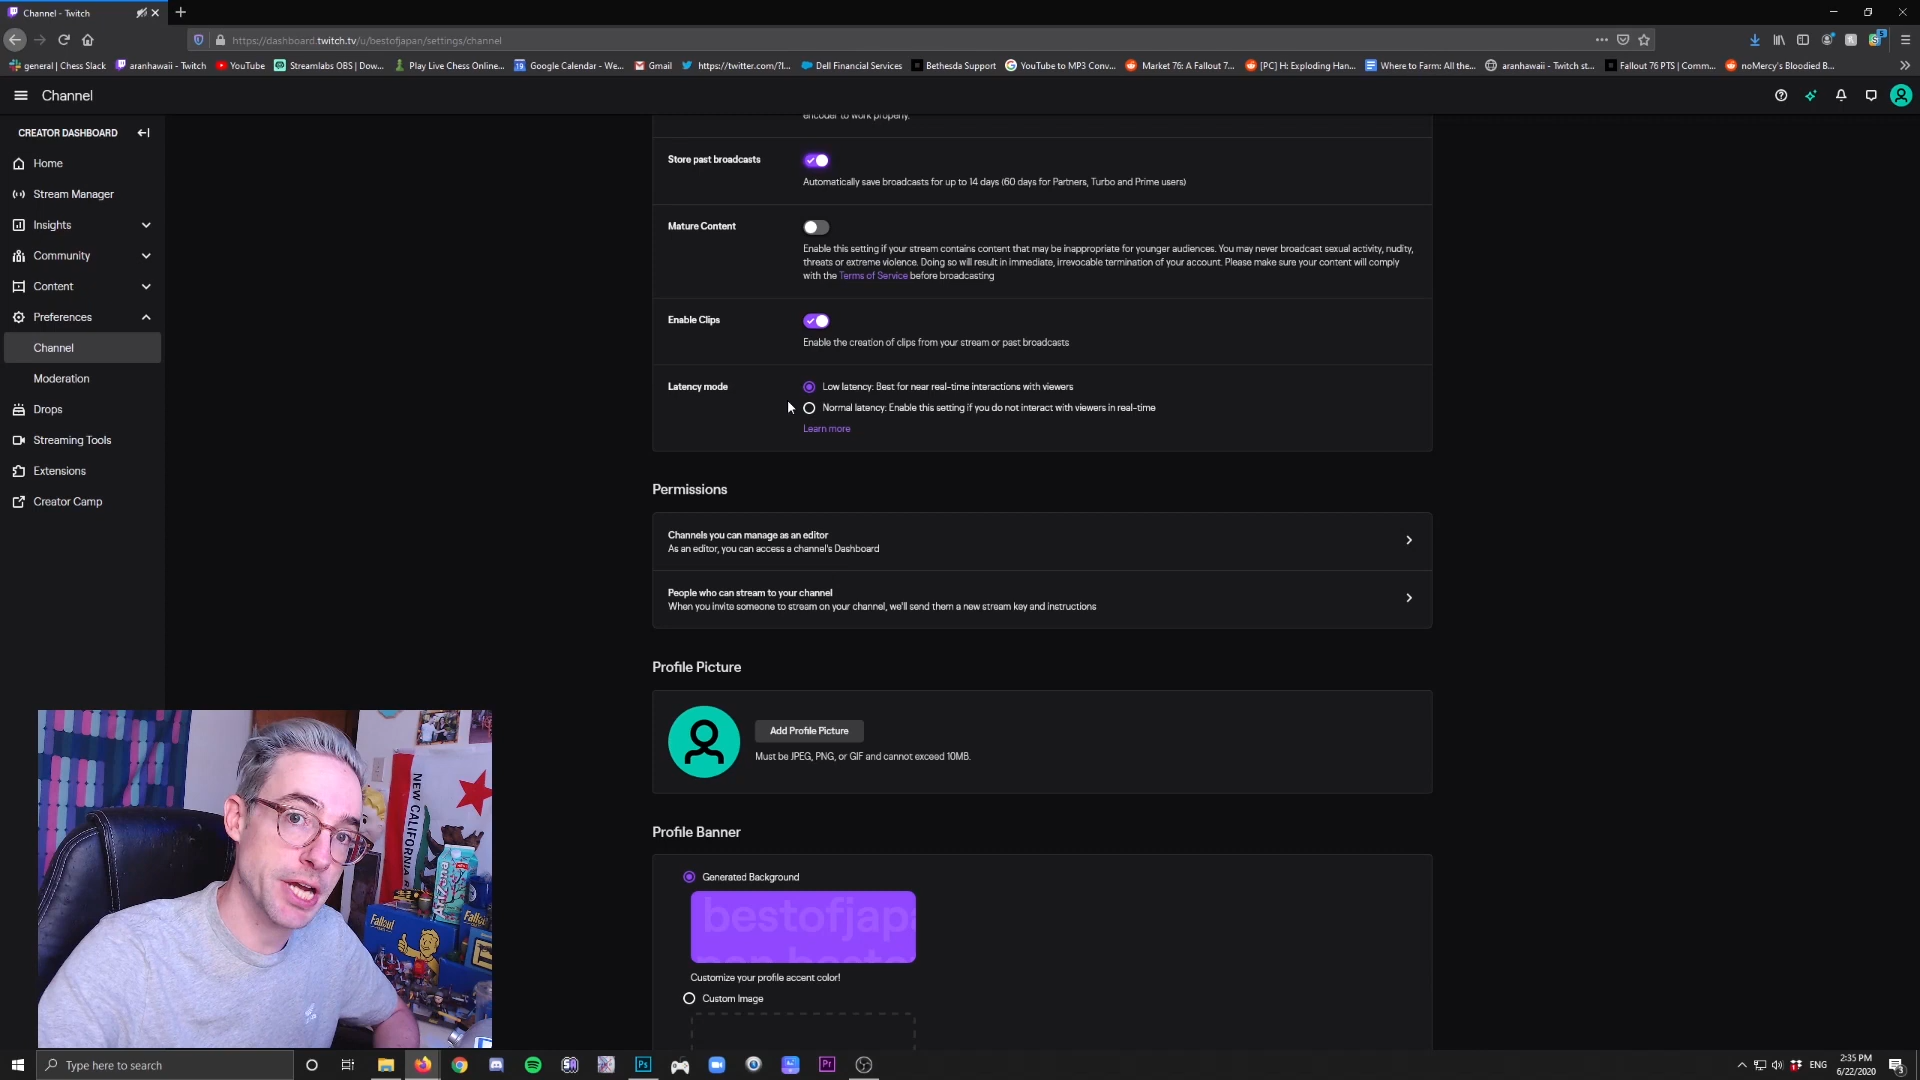 Channel - Twitch
https://dashboard.twitch.tv/u/bestofjapan/settings/channel
general | Chess Slack
aranhawaii - Twitch
YouTube
Streamlabs OBS | Dow...
Play Live Chess Online...
Google Calendar - We...
Gmail
https://twitter.com/?l...
Dell Financial Services
Bethesda Support
YouTube to MP3 Conv...
Market 76: A Fallout 7...
[PC] H: Exploding Han...
Where to Farm: All the...
aranhawaii - Twitch st...
Fallout 76 PTS | Comm...
noMercy's Bloodied B...
Channel
CREATOR DASHBOARD
Home
Stream Manager
Insights
Community
Content
Preferences
Channel
Moderation
Drops
Streaming Tools
Extensions
Creator Camp
encoder to work properly.
Store past broadcasts
Automatically save broadcasts for up to 14 days (60 days for Partners, Turbo and Prime users)
Mature Content
Enable this setting if your stream contains content that may be inappropriate for younger audiences. You may never broadcast sexual activity, nudity,
threats or extreme violence. Doing so will result in immediate, irrevocable termination of your account. Please make sure your content will comply
with the Terms of Service before broadcasting
Enable Clips
Enable the creation of clips from your stream or past broadcasts
Latency mode
Low latency: Best for near real-time interactions with viewers
Normal latency: Enable this setting if you do not interact with viewers in real-time
Learn more
Permissions
Channels you can manage as an editor
As an editor, you can access a channel's Dashboard
People who can stream to your channel
When you invite someone to stream on your channel, we'll send them a new stream key and instructions
Profile Picture
Add Profile Picture
Must be JPEG, PNG, or GIF and cannot exceed 10MB.
Profile Banner
Generated Background
bestofjap
Customize your profile accent color!
Custom Image
NEW CALIFORNIA
Fallout
Fallout
Type here to search
Ps
Pr
ENG
2:35 PM
6/22/2020